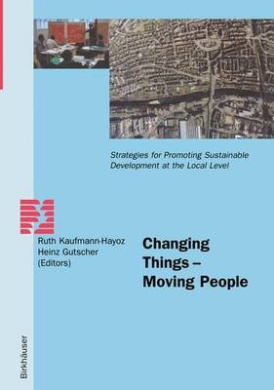 Strategies for Promoting Sustainable
Development at the Local Level
Ruth Kaufmann-Hayoz
Heinz Gutscher
(Editors)
Changing
Things –
Moving People
Birkhäuser